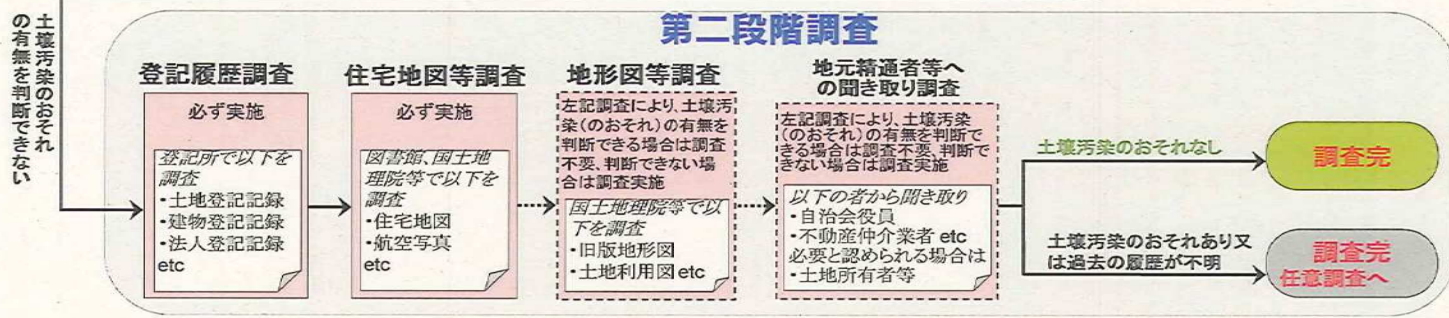 土壌汚染のおそれ
の有無を判断できない
第二段階調査
登記履歴調査
必ず実施
登記所で以下を
調査
・土地登記記録
・建物登記記録
・法人登記記録
etc
住宅地図等調査
必ず実施
図書館、国土地
理院等で以下を
調査
・住宅地図
・航空写真
etc
地形図等調査
左記調査により、土壌汚
染(のおそれ)の有無を
判断できる場合は調査
不要、判断できない場
合は調査実施
国土地理院等で以
下を調査
・旧版地形図
・土地利用図 etc
地元精通者等へ
の聞き取り調査
左記調査により、土壌汚染
(のおそれ)の有無を判断で
きる場合は調査不要、判断で
きない場合は調査実施
以下の者から聞き取り
・自治会役員
・不動産仲介業者 etc
必要と認められる場合は
・土地所有者等
土壌汚染のおそれなし
調査完
土壌汚染のおそれあり又
は過去の履歴が不明
調査完
任意調査へ